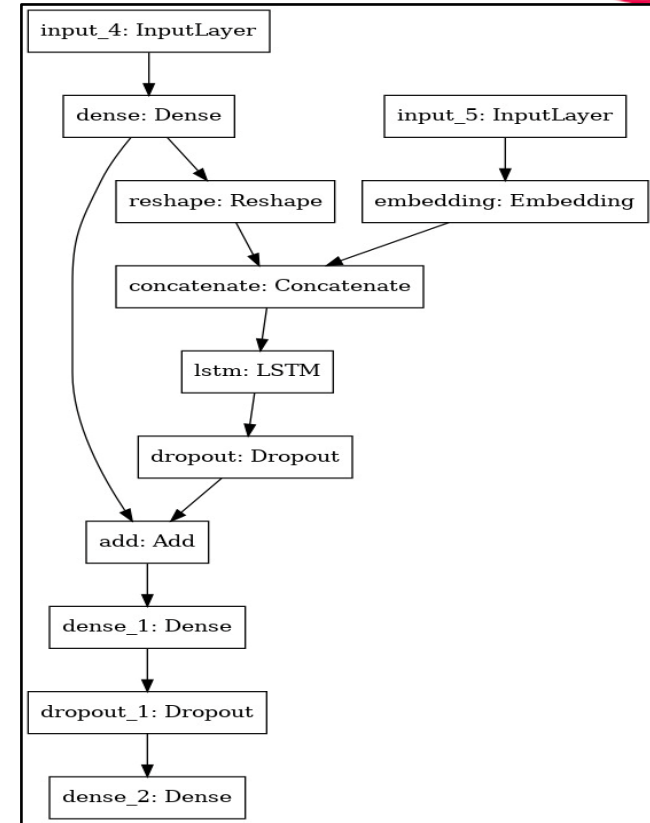 input_4: InputLayer
dense: Dense
input_5: InputLayer
reshape: Reshape
embedding: Embedding
concatenate: Concatenate
lstm: LSTM
dropout: Dropout
add: Add
dense_1: Dense
dropout_1: Dropout
dense_2: Dense